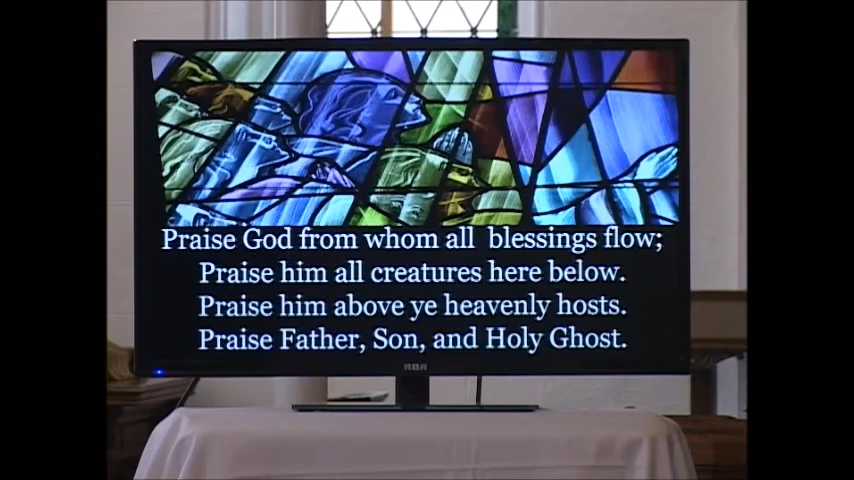 Praise God from whom all blessings flow;
Praise him all creatures here below.
Praise him above ye heavenly hosts.
Praise Father, Son, and Holy Ghost.
RCA